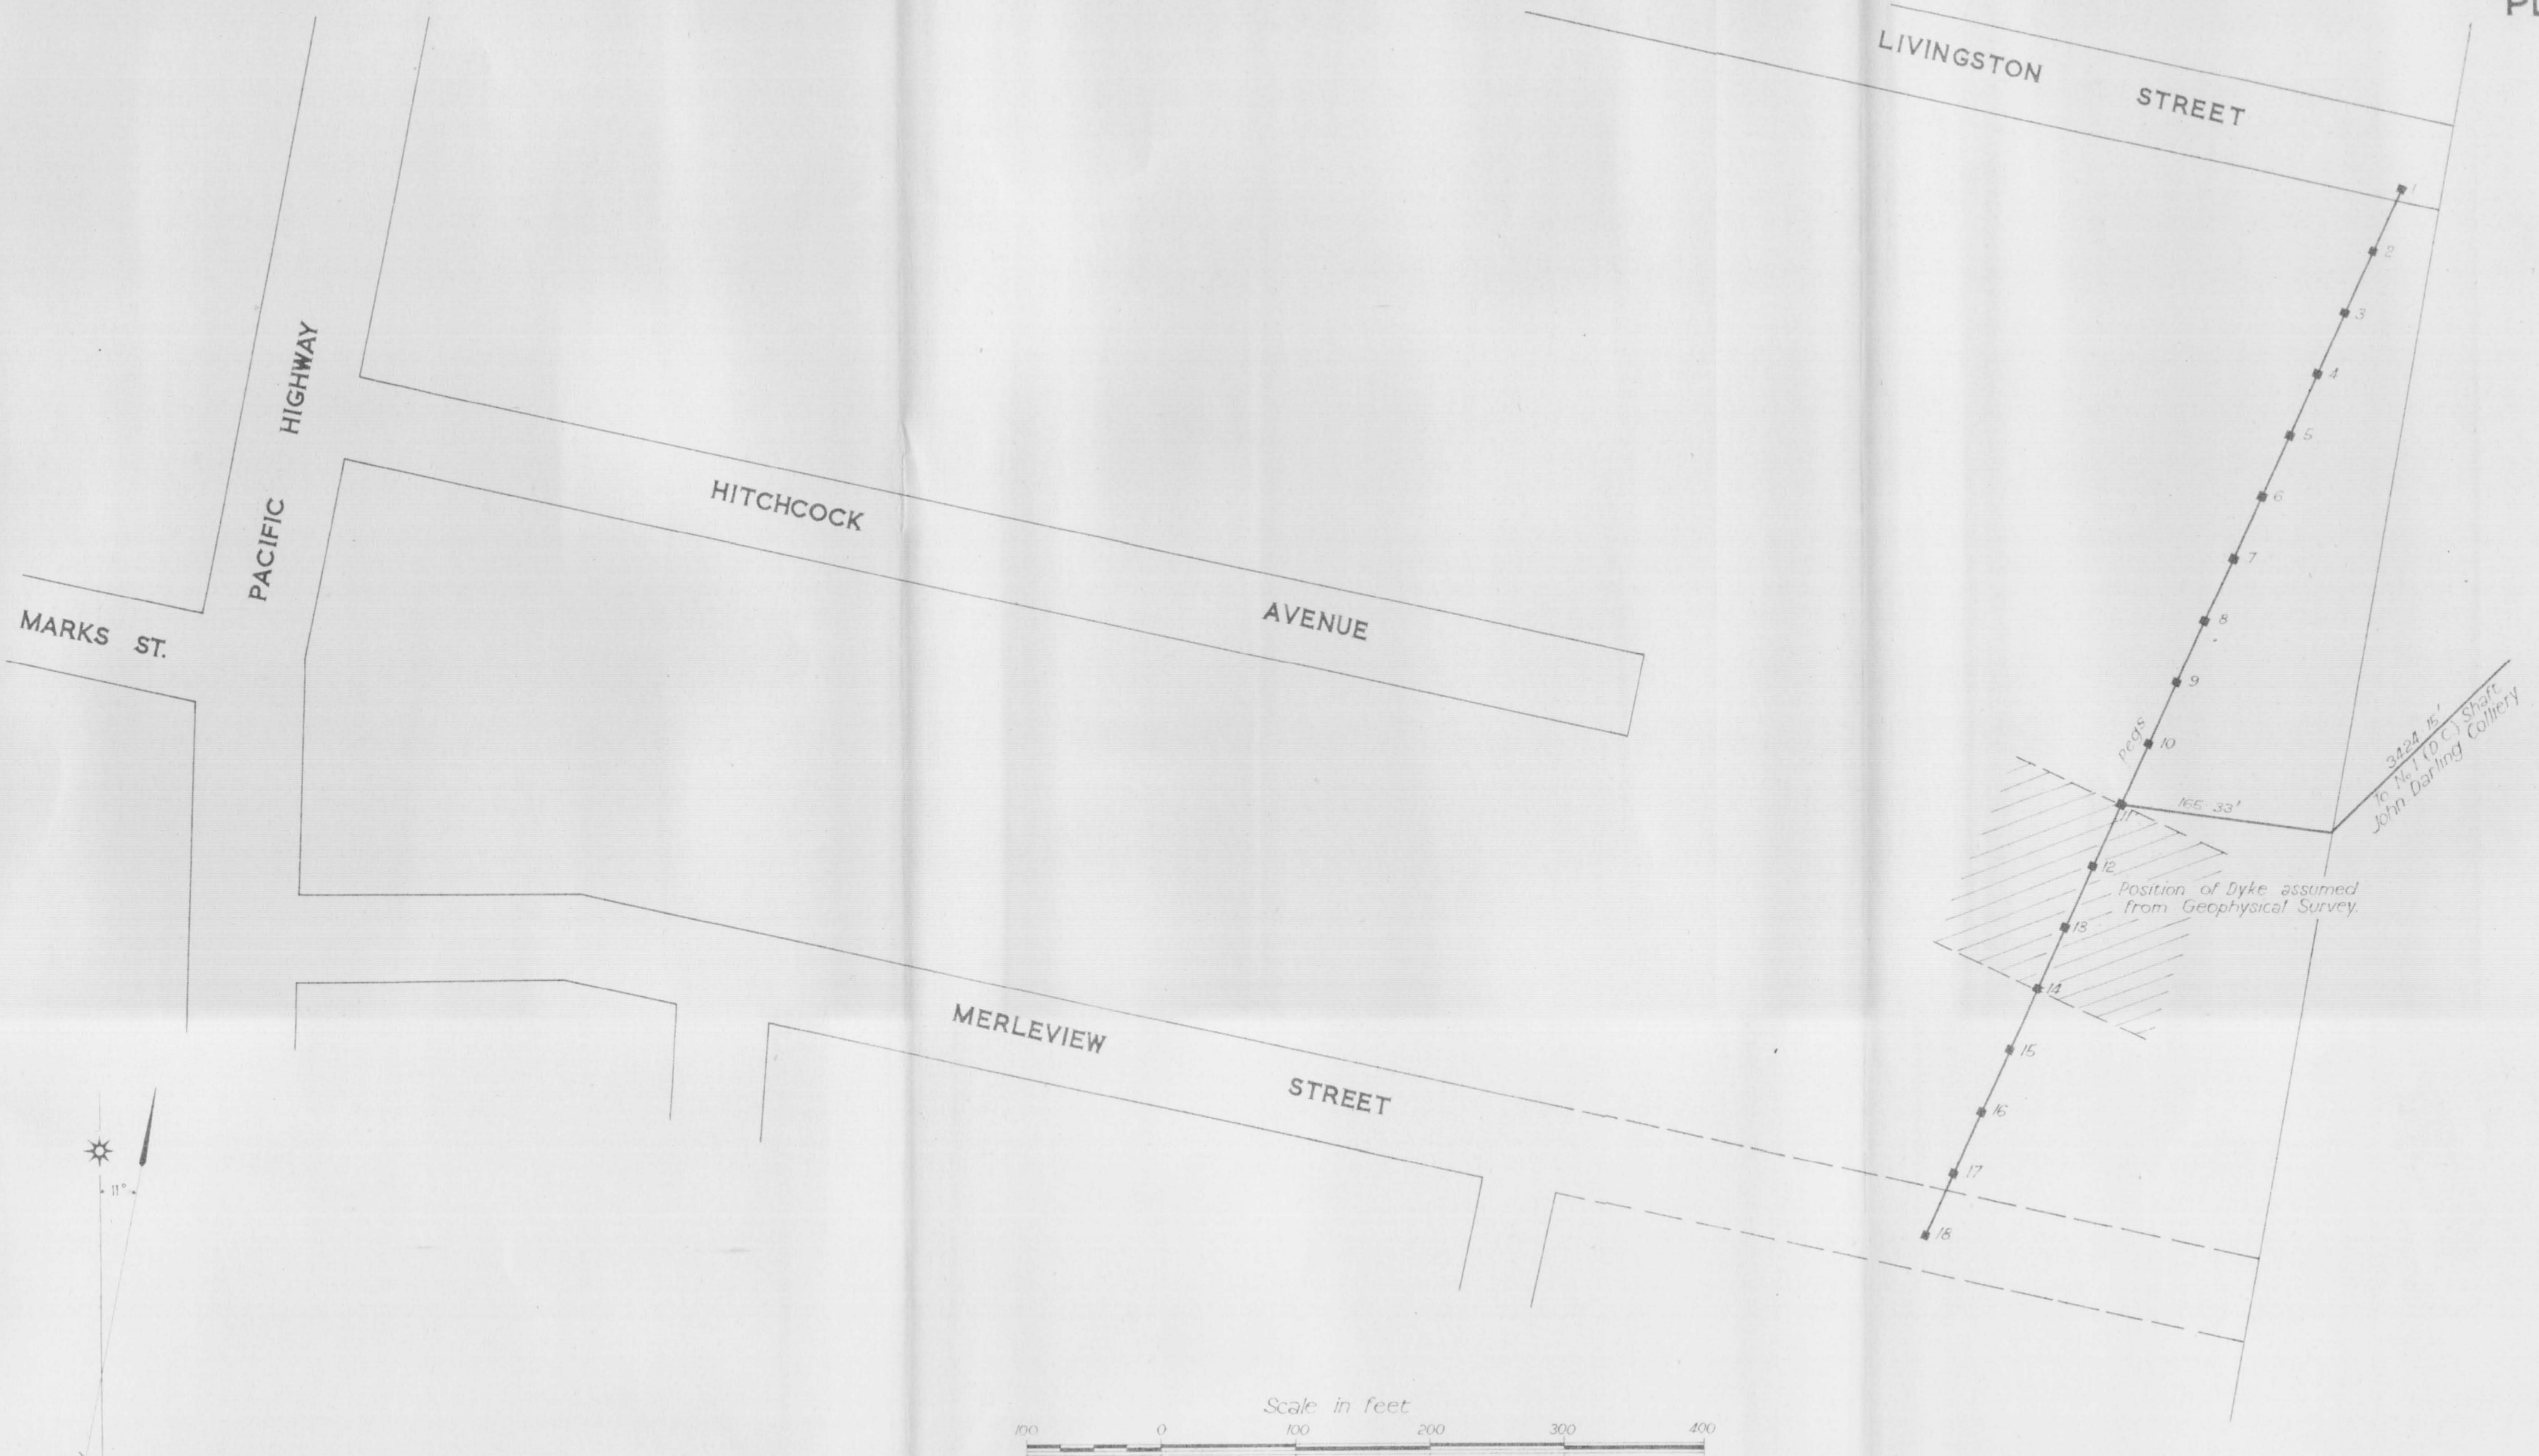 PL
LIVINGSTON STREET
1
2
3
4
5
6
7
8
9
pegs
10
11
12
13
14
15
16
17
18
PACIFIC HIGHWAY
HITCHCOCK AVENUE
MARKS ST.
3424.15'
To No 1 (D.C.) Shaft
John Darling Colliery
165.33'
Position of Dyke assumed
from Geophysical Survey.
MERLEVIEW STREET
11°
Scale in feet
100 0 100 200 300 400